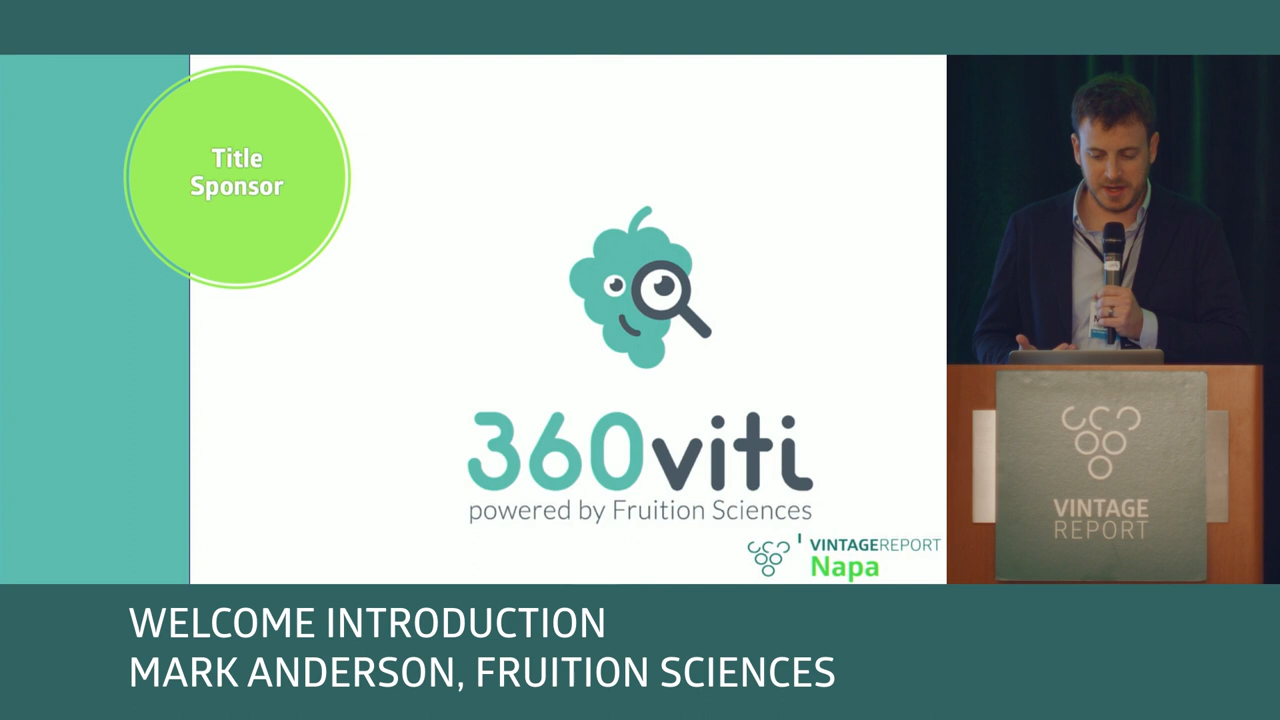 Title
Sponsor
360viti
powered by Fruition Sciences
VINTAGEREPORT
Napa
VINTAGE
REPORT
WELCOME INTRODUCTION
MARK ANDERSON, FRUITION SCIENCES